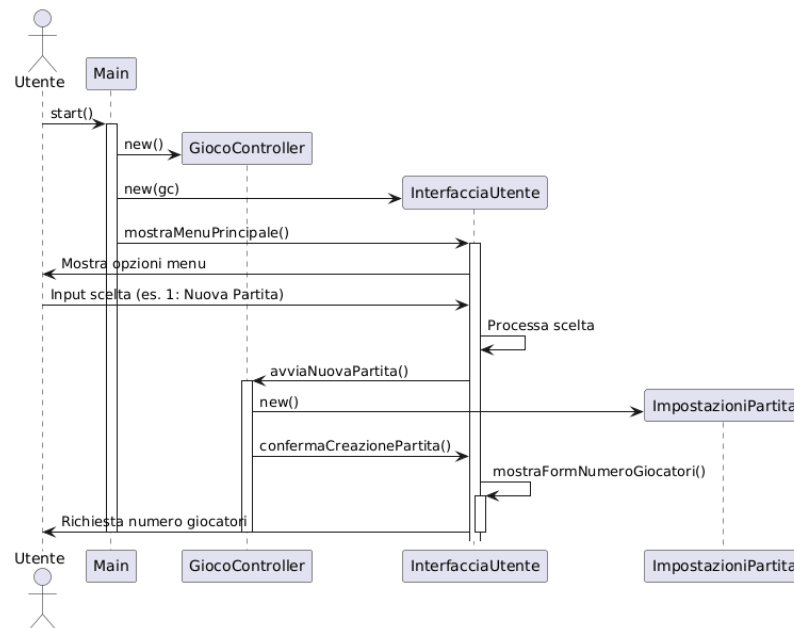 Utente
Main
start()
new()
GiocoController
new(gc)
InterfacciaUtente
mostraMenuPrincipale()
Mostra opzioni menu
Input scelta (es. 1: Nuova Partita)
Processa scelta
avviaNuovaPartita()
new()
ImpostazioniPartita
confermaCreazionePartita()
mostraFormNumeroGiocatori()
Richiesta numero giocatori
Utente
Main
GiocoController
InterfacciaUtente
ImpostazioniPartita